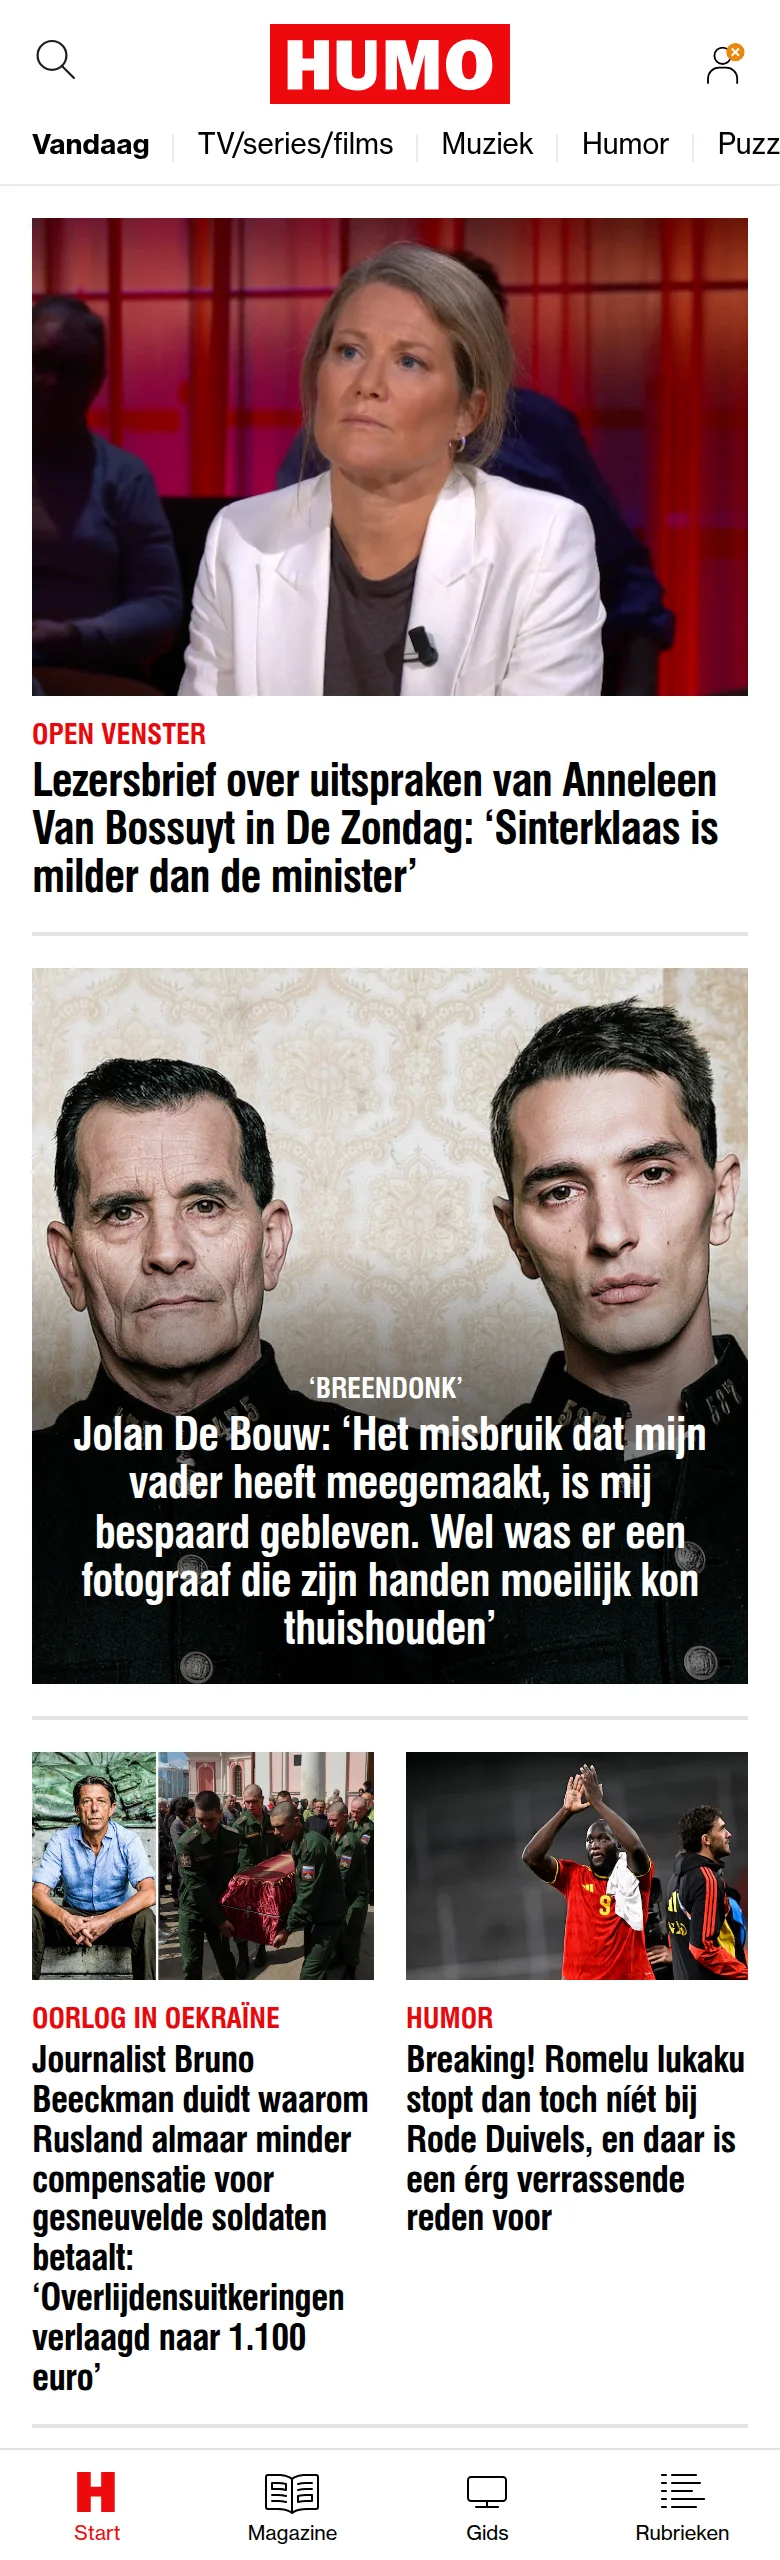 HUMO
Vandaag
TV/series/films
Muziek
Humor
Puzz
OPEN VENSTER
Lezersbrief over uitspraken van Anneleen
Van Bossuyt in De Zondag: ‘Sinterklaas is
milder dan de minister’
‘BREENDONK’
Jolan De Bouw: ‘Het misbruik dat mijn
vader heeft meegemaakt, is mij
bespaard gebleven. Wel was er een
fotograaf die zijn handen moeilijk kon
thuishouden’
9
OORLOG IN OEKRAÏNE
Journalist Bruno
Beeckman duidt waarom
Rusland almaar minder
compensatie voor
gesneuvelde soldaten
betaalt:
‘Overlijdensuitkeringen
verlaagd naar 1.100
euro’
HUMOR
Breaking! Romelu lukaku
stopt dan toch níét bij
Rode Duivels, en daar is
een érg verrassende
reden voor
H
Start
Magazine
Gids
Rubrieken